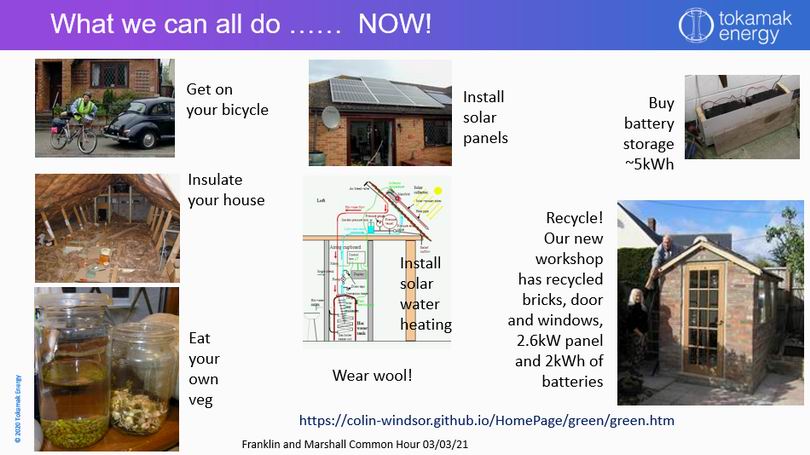 What we can all do ...... NOW!
tokamak
energy
Get on
your bicycle
Install
solar
panels
Buy
battery
storage
~5kWh
Insulate
your house
Install
solar
water
heating
Recycle!
Our new
workshop
has recycled
bricks, door
and windows,
2.6kW panel
and 2kWh of
batteries
Eat
your
own
veg
Wear wool!
https://colin-windsor.github.io/HomePage/green/green.htm
Franklin and Marshall Common Hour 03/03/21
© 2020 Tokamak Energy
Loft
Airing cupboard